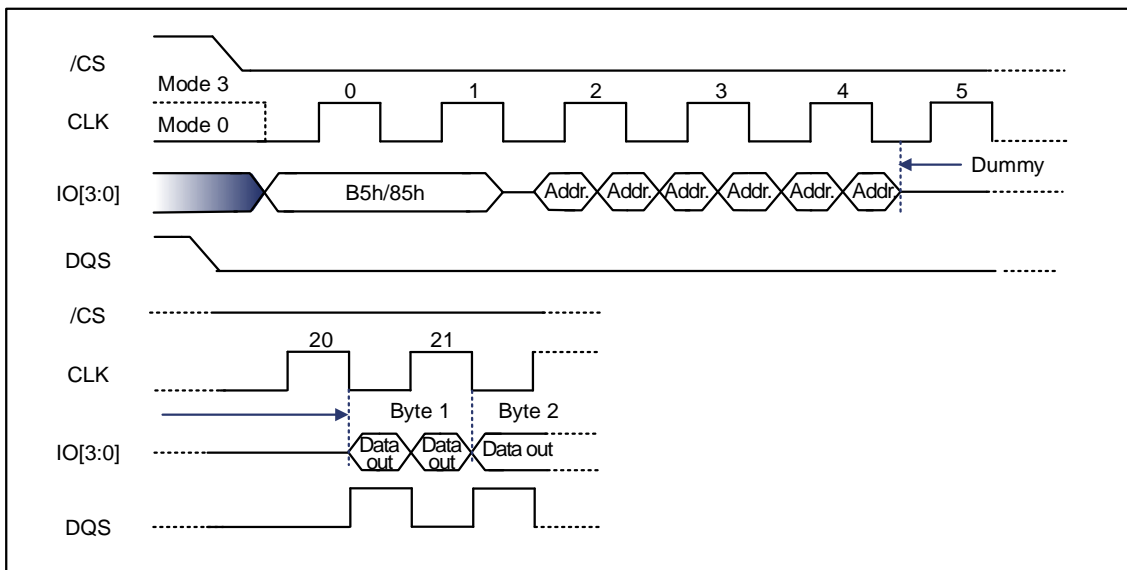 /CS
Mode 3
0 1 2 3 4 5
CLK
Mode 0
Dummy
IO[3:0]
B5h/85h
Addr. Addr. Addr. Addr. Addr. Addr.
DQS
/CS
20 21
CLK
Byte 1 Byte 2
IO[3:0]
Data out Data out Data out
DQS